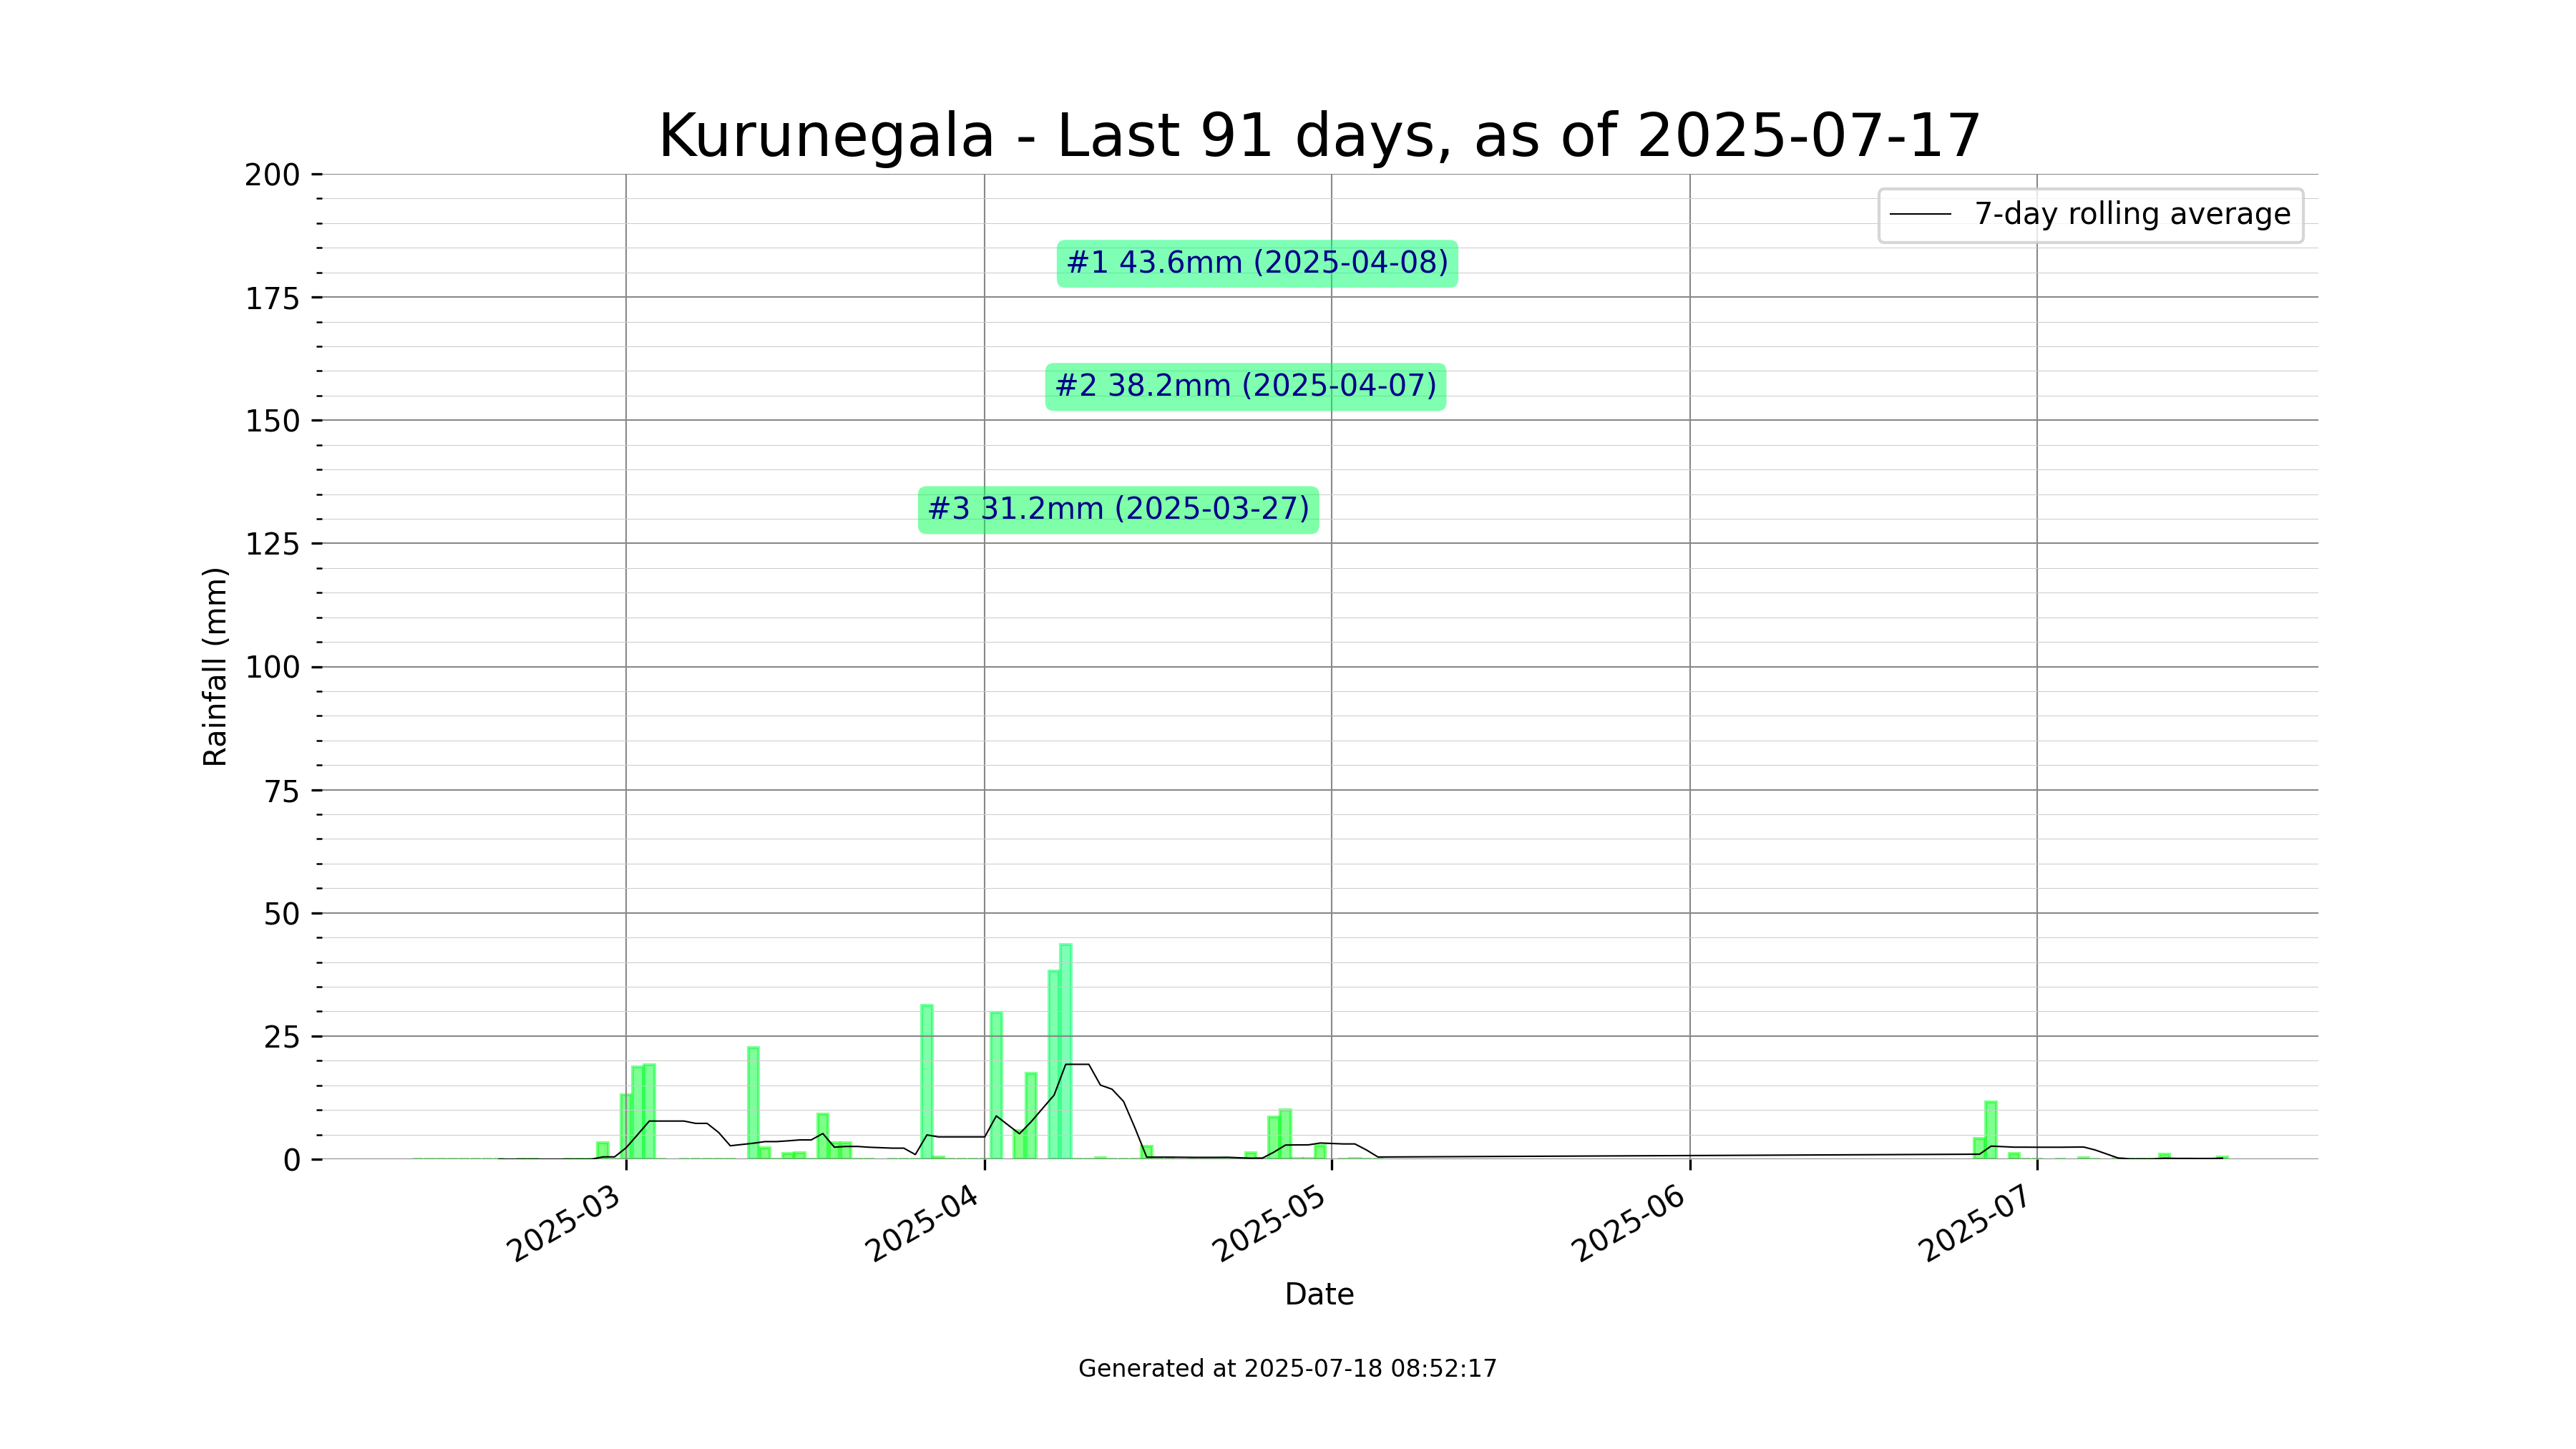 Kurunegala - Last 91 days, as of 2025-07-17
200
175
150
125
100
75
50
25
0
Rainfall (mm)
7-day rolling average
#1 43.6mm (2025-04-08)
#2 38.2mm (2025-04-07)
#3 31.2mm (2025-03-27)
2025-03
2025-04
2025-05
2025-06
2025-07
Date
Generated at 2025-07-18 08:52:17